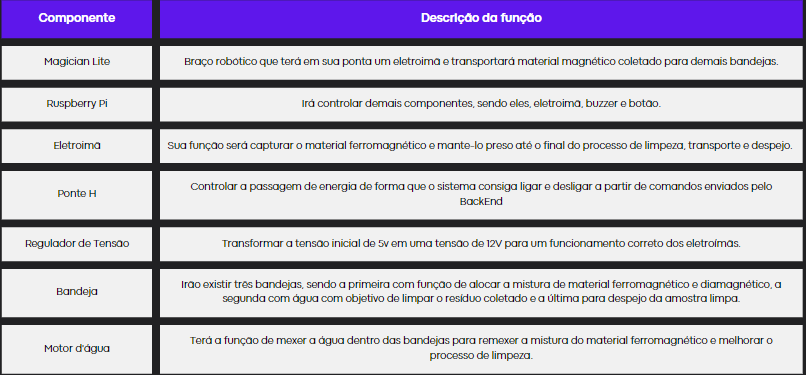 Componente
Descrição da função
Magician Lite
Braço robótico que terá em sua ponta um eletroimã e transportará material magnético coletado para demais bandejas.
Ruspberry Pi
Irá controlar demais componentes, sendo eles, eletroimã, buzzer e botão.
Eletroimã
Sua função será capturar o material ferromagnético e mante-lo preso até o final do processo de limpeza, transporte e despejo.
Ponte H
Controlar a passagem de energia de forma que o sistema consiga ligar e desligar a partir de comandos enviados pelo
BackEnd
Regulador de Tensão
Transformar a tensão inicial de 5v em uma tensão de 12V para um funcionamento correto dos eletroímãs.
Bandeja
Irão existir três bandejas, sendo a primeira com função de alocar a mistura de material ferromagnético e diamagnético, a
segunda com água com objetivo de limpar o resíduo coletado e a última para despejo da amostra limpa.
Motor d'água
Terá a função de mexer a água dentro das bandejas para remexer a mistura do material ferromagnético e melhorar o
processo de limpeza.